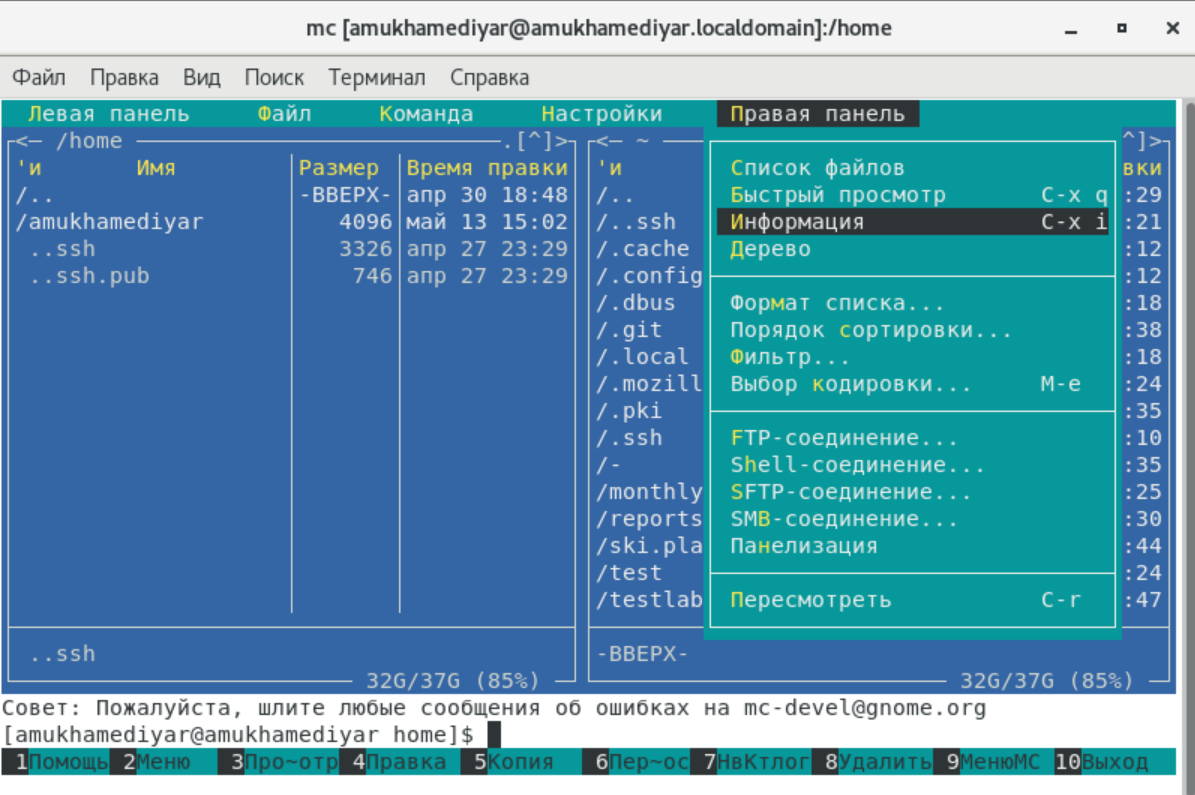 mc [amukhamediyar@amukhamediyar.localdomain]:/home
Файл Правка Вид Поиск Терминал Справка
Левая панель Файл Команда Настройки Правая панель
<— /home .[^]> <— ~ ^]>
'и Имя Размер Время правки 'и Список файлов вки
/.. -ВВЕРХ- апр 30 18:48 /.. Быстрый просмотр C-x q :29
/amukhamediyar 4096 май 13 15:02 /..ssh Информация C-x i :21
..ssh 3326 апр 27 23:29 /.cache Дерево :12
..ssh.pub 746 апр 27 23:29 /.config :12
/.dbus Формат списка... :18
/.git Порядок сортировки... :38
/.local Фильтр... :18
/.mozill Выбор кодировки... M-e :24
/.pki :35
/.ssh FTP-соединение... :10
/- Shell-соединение... :35
/monthly SFTP-соединение... :25
/reports SMB-соединение... :30
/ski.pla Панелизация :44
/test :24
/testlab Пересмотреть C-r :47
..ssh -ВВЕРХ-
32G/37G (85%) 32G/37G (85%)
Совет: Пожалуйста, шлите любые сообщения об ошибках на mc-devel@gnome.org
[amukhamediyar@amukhamediyar home]$
1Помощь 2Меню 3Про~отр 4Правка 5Копия 6Пер~ос 7НвКтлог 8Удалить 9МенюMC 10Выход